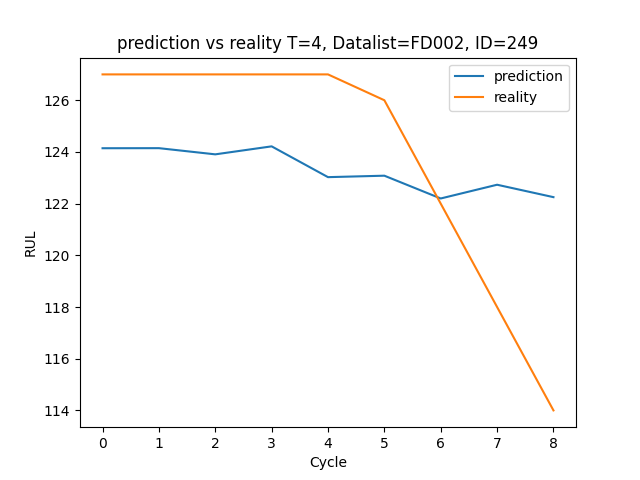 prediction vs reality T=4, Datalist=FD002, ID=249
prediction
reality
126
124
122
120
118
116
114
RUL
0 1 2 3 4 5 6 7 8
Cycle